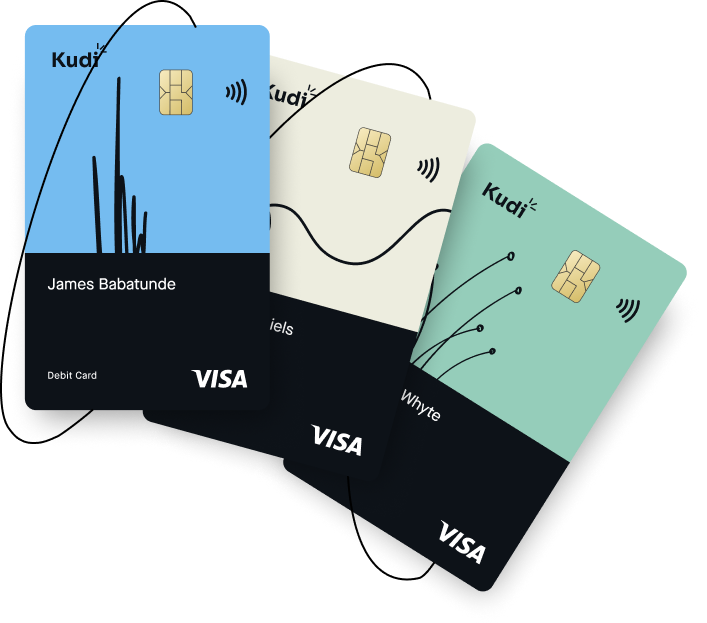 Kudi
James Babatunde
Debit Card
VISA
Kudi
iels
VISA
Kudi
Whyte
VISA